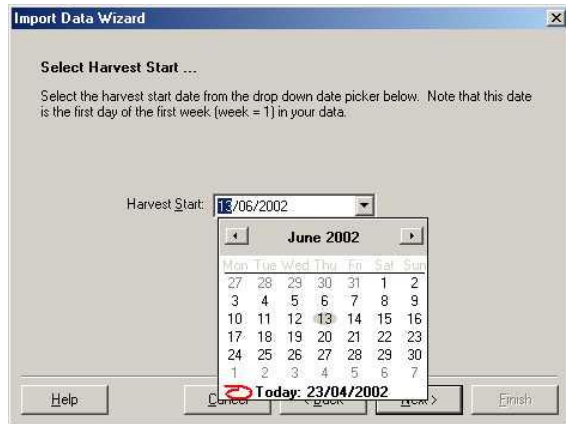 Import Data Wizard
Select Harvest Start ...
Select the harvest start date from the drop down date picker below. Note that this date
is the first day of the first week (week = 1) in your data.
Harvest Start: 13/06/2002
June 2002
Mon Tue Wed Thu Fri Sat Sun
27 28 29 30 31 1 2
3 4 5 6 7 8 9
10 11 12 13 14 15 16
17 18 19 20 21 22 23
24 25 26 27 28 29 30
1 2 3 4 5 6 7
Today: 23/04/2002
Help Cancel < Back Next > Finish